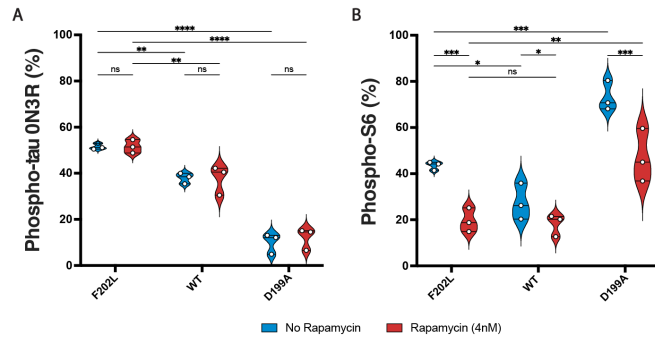 A
B
****
****
**
**
ns
ns
ns
Phospho-tau 0N3R (%)
100
80
60
40
20
0
F202L
WT
D199A
***
**
***
*
***
*
ns
Phospho-S6 (%)
100
80
60
40
20
0
F202L
WT
D199A
No Rapamycin
Rapamycin (4nM)